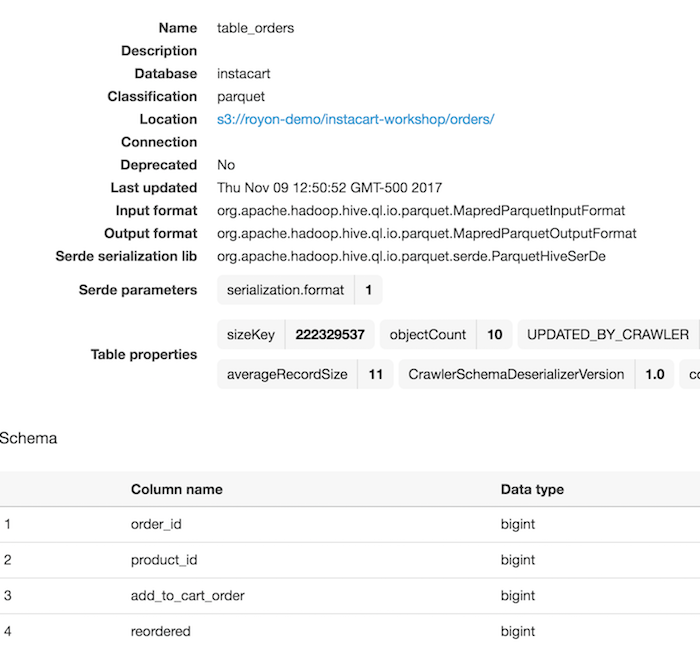 Name table_orders
Description
Database instacart
Classification parquet
Location s3://royon-demo/instacart-workshop/orders/
Connection
Deprecated No
Last updated Thu Nov 09 12:50:52 GMT-500 2017
Input format org.apache.hadoop.hive.ql.io.parquet.MapredParquetInputFormat
Output format org.apache.hadoop.hive.ql.io.parquet.MapredParquetOutputFormat
Serde serialization lib org.apache.hadoop.hive.ql.io.parquet.serde.ParquetHiveSerDe
Serde parameters serialization.format 1
Table properties
sizeKey 222329537 objectCount 10 UPDATED_BY_CRAWLER
averageRecordSize 11 CrawlerSchemaDeserializerVersion 1.0
Schema
Column name Data type
1 order_id bigint
2 product_id bigint
3 add_to_cart_order bigint
4 reordered bigint